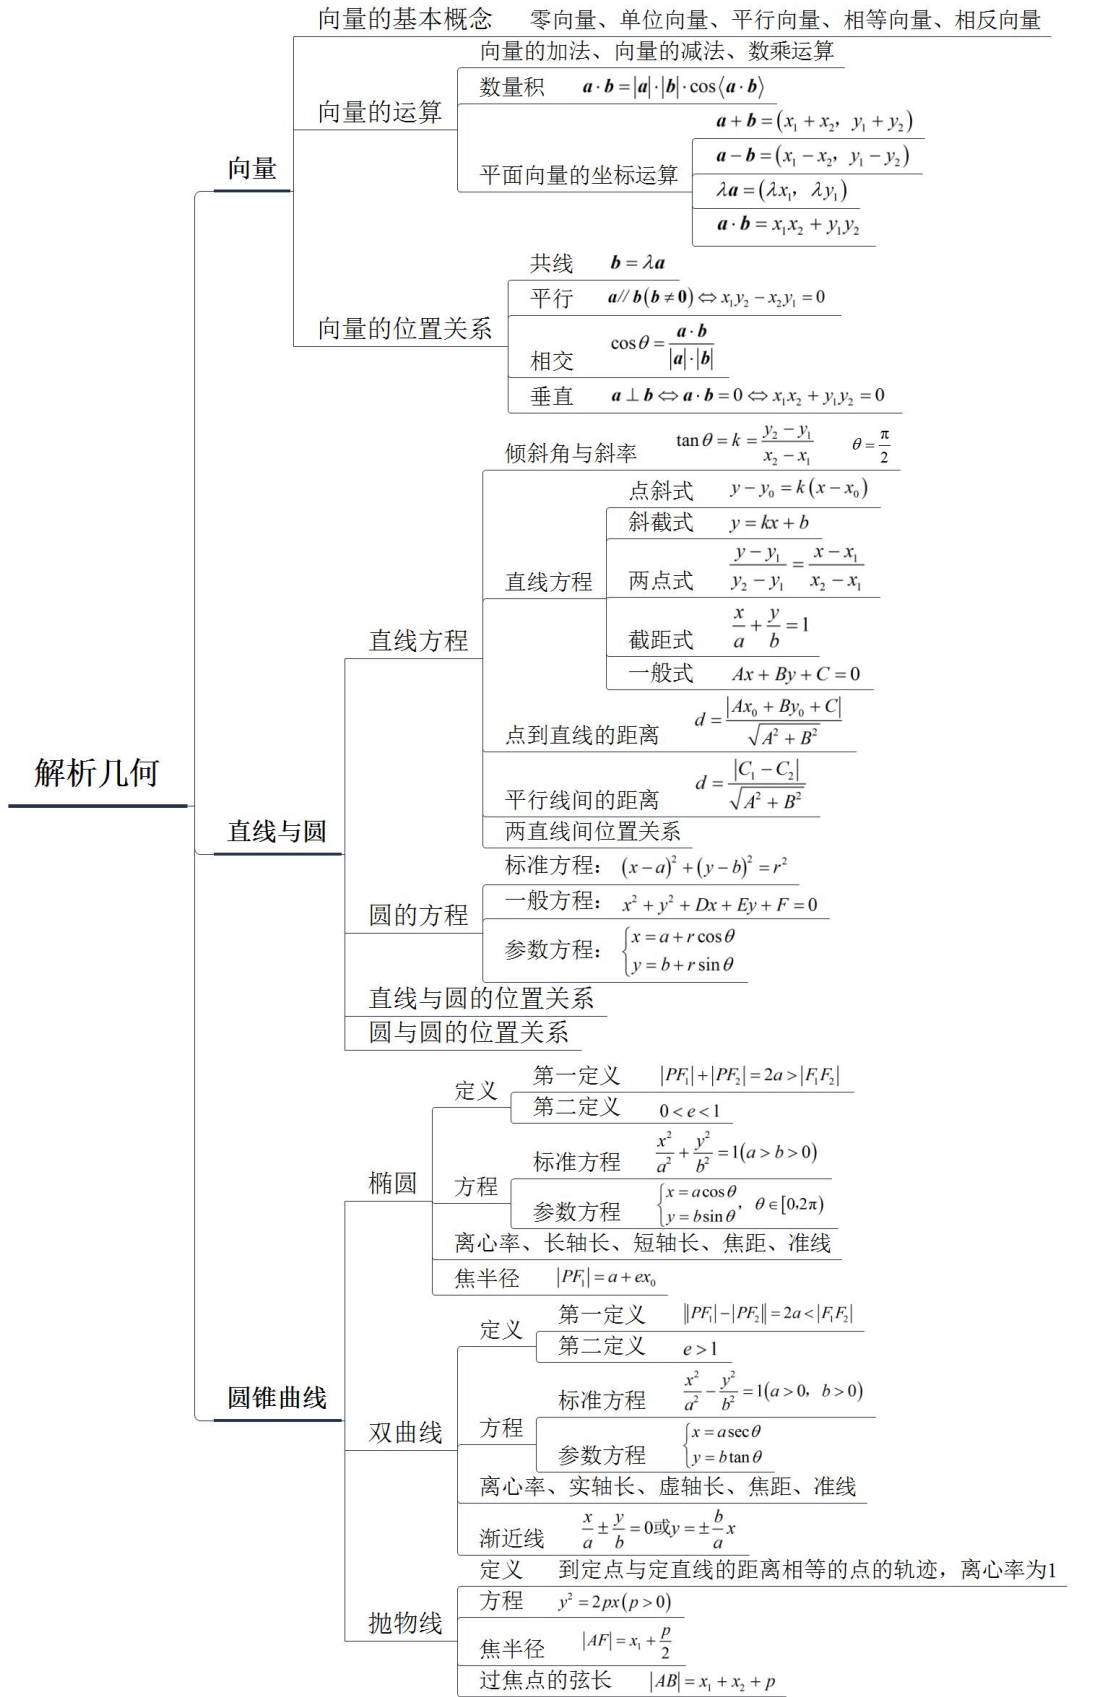 解析几何
向量
向量的基本概念 零向量、单位向量、平行向量、相等向量、相反向量
向量的运算
向量的加法、向量的减法、数乘运算
数量积 a·b=|a|·|b|·cos⟨a·b⟩
平面向量的坐标运算
a+b=(x₁+x₂，y₁+y₂)
a−b=(x₁−x₂，y₁−y₂)
λa=(λx₁，λy₁)
a·b=x₁x₂+y₁y₂
向量的位置关系
共线 b=λa
平行 a//b(b≠0)⇔x₁y₂−x₂y₁=0
相交 cosθ=a·b/(|a|·|b|)
垂直 a⊥b⇔a·b=0⇔x₁x₂+y₁y₂=0
直线与圆
直线方程
倾斜角与斜率 tanθ=k=(y₂−y₁)/(x₂−x₁) θ=π/2
直线方程
点斜式 y−y₀=k(x−x₀)
斜截式 y=kx+b
两点式 (y−y₁)/(y₂−y₁)=(x−x₁)/(x₂−x₁)
截距式 x/a+y/b=1
一般式 Ax+By+C=0
点到直线的距离 d=|Ax₀+By₀+C|/√(A²+B²)
平行线间的距离 d=|C₁−C₂|/√(A²+B²)
两直线间位置关系
圆的方程
标准方程：(x−a)²+(y−b)²=r²
一般方程：x²+y²+Dx+Ey+F=0
参数方程：{x=a+rcosθ
y=b+rsinθ
直线与圆的位置关系
圆与圆的位置关系
圆锥曲线
椭圆
定义
第一定义 |PF₁|+|PF₂|=2a>|F₁F₂|
第二定义 0<e<1
方程
标准方程 x²/a²+y²/b²=1(a>b>0)
参数方程 {x=acosθ
y=bsinθ，θ∈[0,2π)
离心率、长轴长、短轴长、焦距、准线
焦半径 |PF₁|=a+ex₀
双曲线
定义
第一定义 ||PF₁|−|PF₂||=2a<|F₁F₂|
第二定义 e>1
方程
标准方程 x²/a²−y²/b²=1(a>0，b>0)
参数方程 {x=asecθ
y=btanθ
离心率、实轴长、虚轴长、焦距、准线
渐近线 x/a±y/b=0或y=±(b/a)x
抛物线
定义 到定点与定直线的距离相等的点的轨迹，离心率为1
方程 y²=2px(p>0)
焦半径 |AF|=x₁+p/2
过焦点的弦长 |AB|=x₁+x₂+p